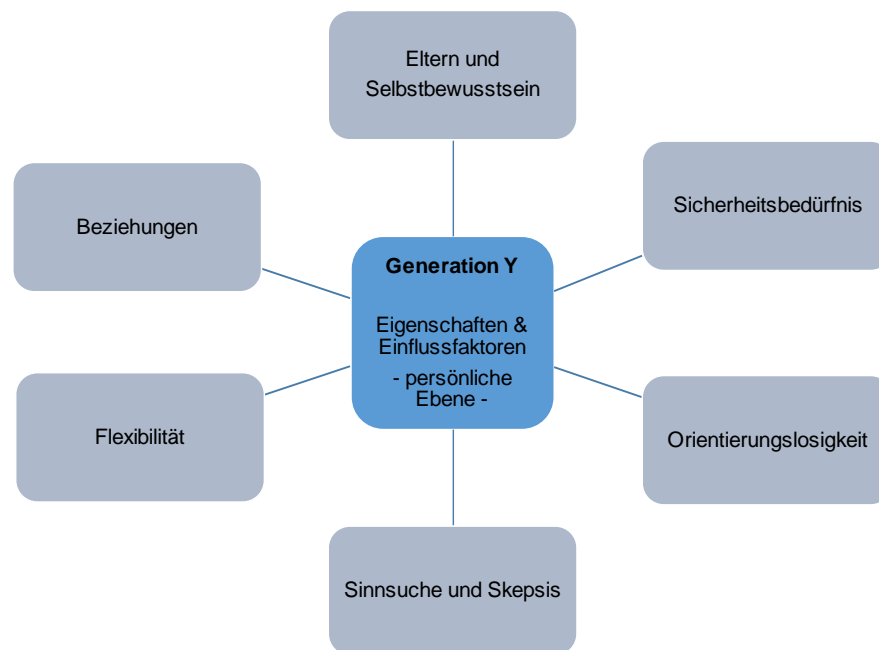 Eltern und
Selbstbewusstsein
Sicherheitsbedürfnis
Beziehungen
Generation Y
Eigenschaften &
Einflussfaktoren
- persönliche
Ebene -
Flexibilität
Orientierungslosigkeit
Sinnsuche und Skepsis